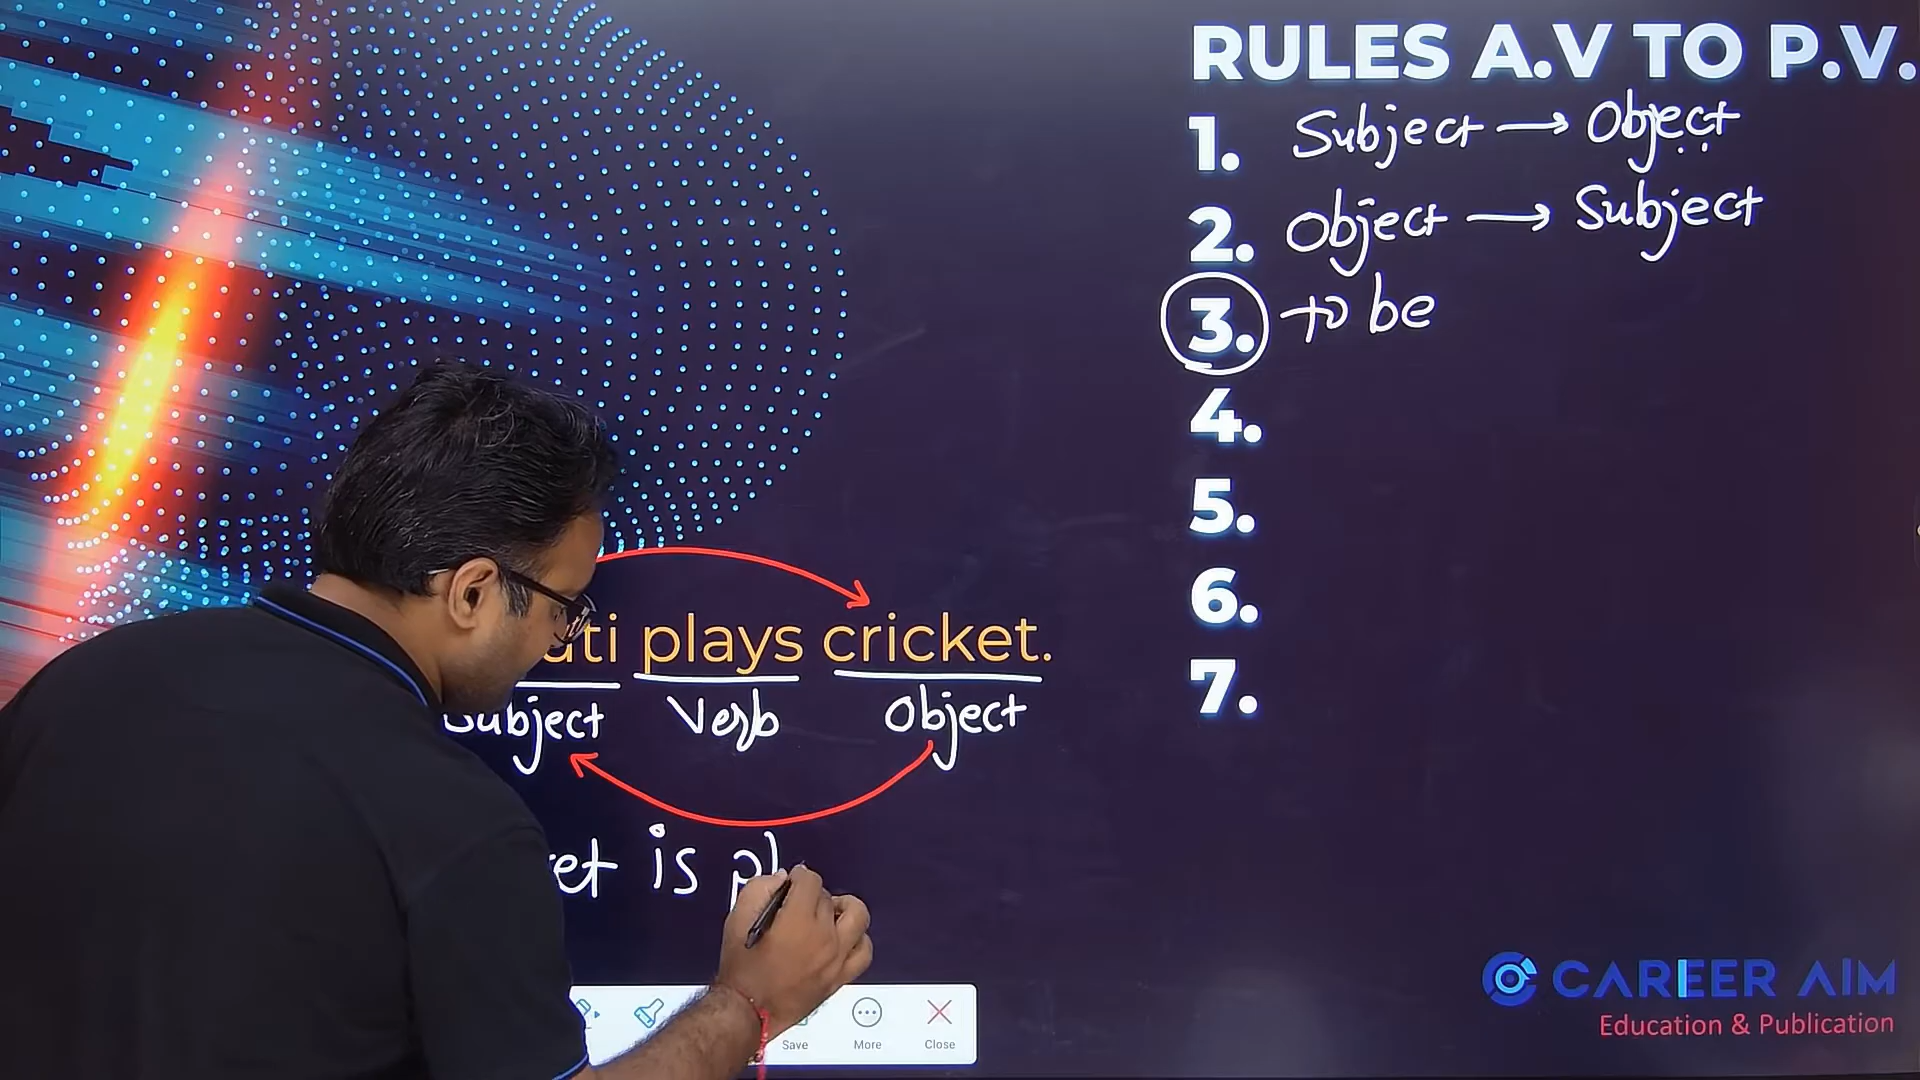 RULES A.V TO P.V.
1. Subject → Object
2. Object → Subject
3. to be
4.
5.
6.
7.
plays cricket.
Subject Verb Object
is
CAREER AIM
Education & Publication
Save More Close